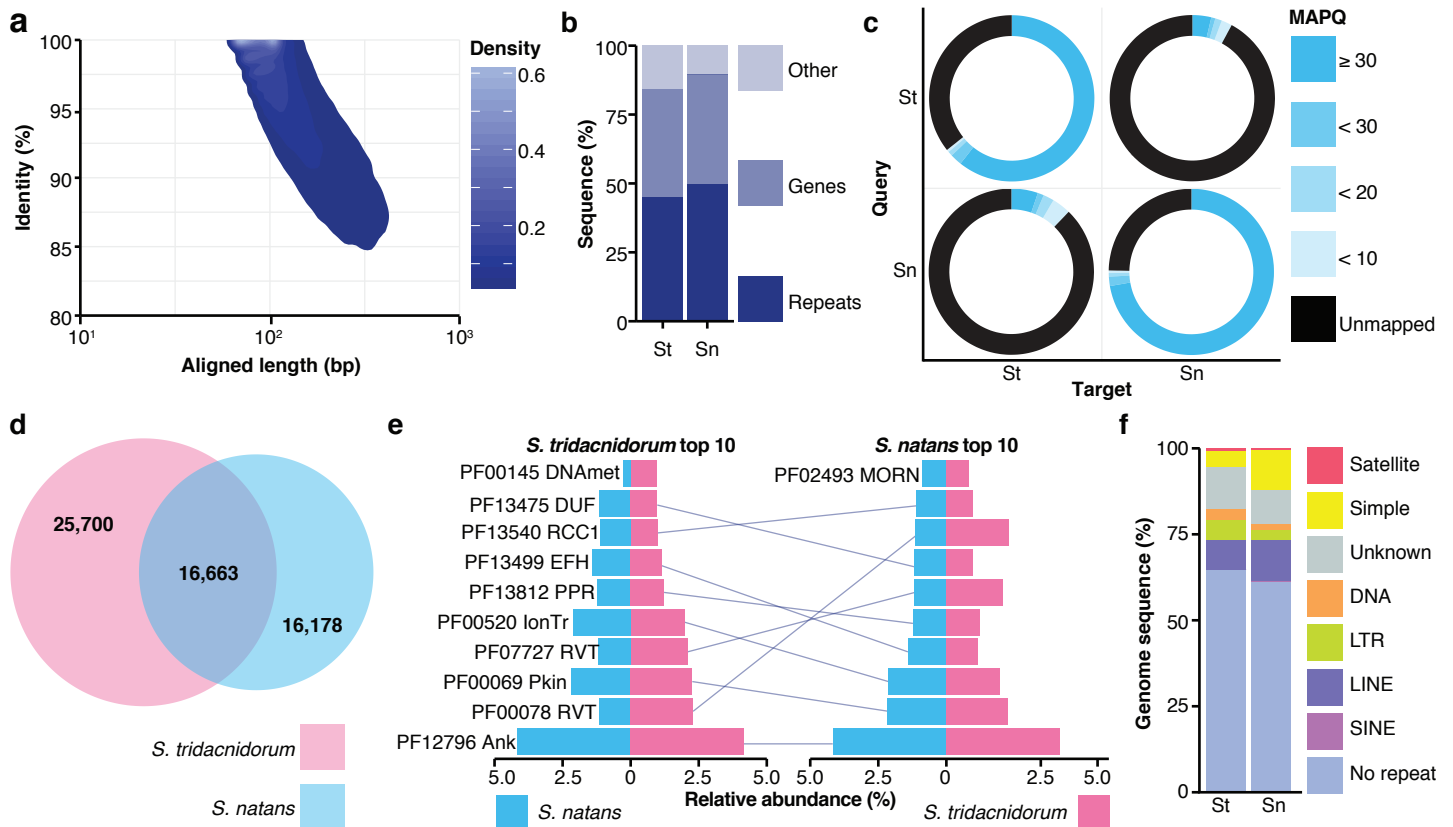 a
100
95
90
85
80
Identity (%)
10¹
10²
10³
Aligned length (bp)
Density
0.6
0.4
0.2
b
100
75
50
25
0
Sequence (%)
St
Sn
Other
Genes
Repeats
c
St
Sn
Query
St
Sn
Target
MAPQ
≥ 30
< 30
< 20
< 10
Unmapped
d
25,700
16,663
16,178
S. tridacnidorum
S. natans
e
S. tridacnidorum top 10
PF00145 DNAmet
PF13475 DUF
PF13540 RCC1
PF13499 EFH
PF13812 PPR
PF00520 IonTr
PF07727 RVT
PF00069 Pkin
PF00078 RVT
PF12796 Ank
5.0
2.5
0
2.5
5.0
S. natans top 10
PF02493 MORN
5.0
2.5
0
2.5
5.0
Relative abundance (%)
S. natans
S. tridacnidorum
f
100
75
50
25
0
Genome sequence (%)
St
Sn
Satellite
Simple
Unknown
DNA
LTR
LINE
SINE
No repeat